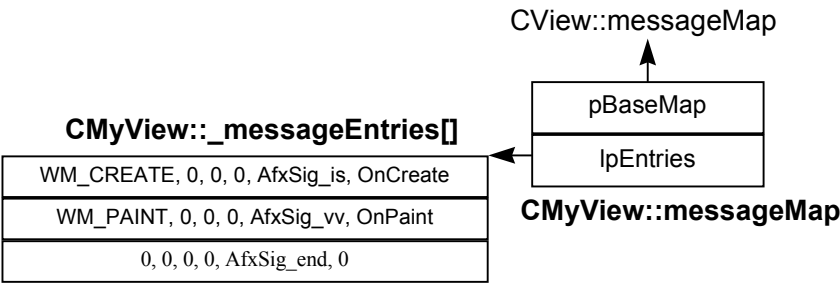 CView::messageMap
pBaseMap
CMyView::_messageEntries[]
lpEntries
WM_CREATE, 0, 0, 0, AfxSig_is, OnCreate
WM_PAINT, 0, 0, 0, AfxSig_vv, OnPaint
CMyView::messageMap
0, 0, 0, 0, AfxSig_end, 0